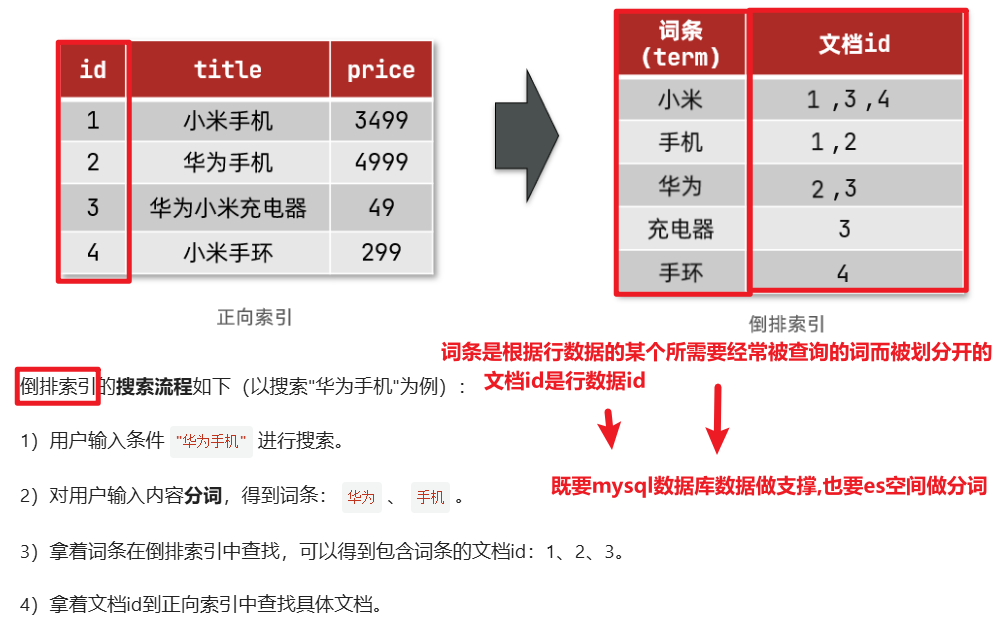 id title price
1 小米手机 3499
2 华为手机 4999
3 华为小米充电器 49
4 小米手环 299
正向索引
词条 文档id
(term)
小米 1 ,3 ,4
手机 1 ,2
华为 2 ,3
充电器 3
手环 4
倒排索引
词条是根据行数据的某个所需要经常被查询的词而被划分开的
文档id是行数据id
倒排索引的搜索流程如下（以搜索"华为手机"为例）：
1）用户输入条件 "华为手机" 进行搜索。
既要mysql数据库数据做支撑,也要es空间做分词
2）对用户输入内容分词，得到词条： 华为 、 手机 。
3）拿着词条在倒排索引中查找，可以得到包含词条的文档id：1、2、3。
4）拿着文档id到正向索引中查找具体文档。